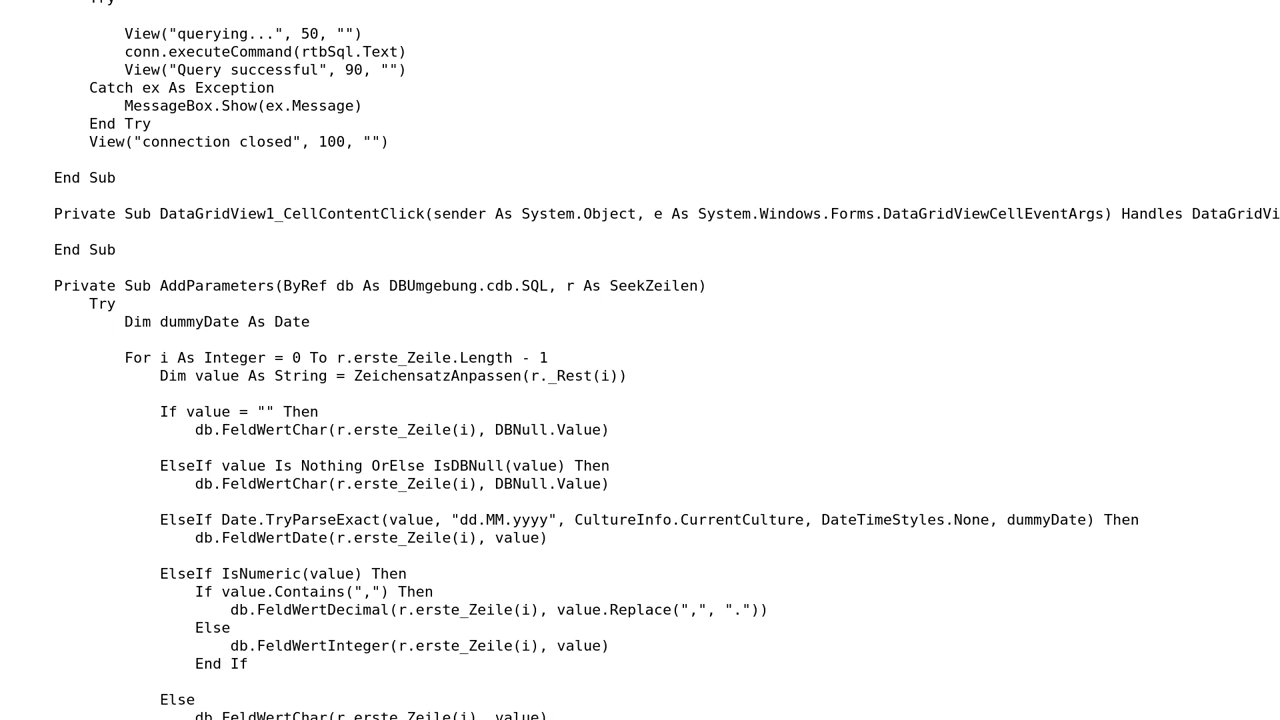 Try
View("querying...", 50, "")
conn.executeCommand(rtbSql.Text)
View("Query successful", 90, "")
Catch ex As Exception
MessageBox.Show(ex.Message)
End Try
View("connection closed", 100, "")
End Sub
Private Sub DataGridView1_CellContentClick(sender As System.Object, e As System.Windows.Forms.DataGridViewCellEventArgs) Handles DataGridVi
End Sub
Private Sub AddParameters(ByRef db As DBUmgebung.cdb.SQL, r As SeekZeilen)
Try
Dim dummyDate As Date
For i As Integer = 0 To r.erste_Zeile.Length - 1
Dim value As String = ZeichensatzAnpassen(r._Rest(i))
If value = "" Then
db.FeldWertChar(r.erste_Zeile(i), DBNull.Value)
ElseIf value Is Nothing OrElse IsDBNull(value) Then
db.FeldWertChar(r.erste_Zeile(i), DBNull.Value)
ElseIf Date.TryParseExact(value, "dd.MM.yyyy", CultureInfo.CurrentCulture, DateTimeStyles.None, dummyDate) Then
db.FeldWertDate(r.erste_Zeile(i), value)
ElseIf IsNumeric(value) Then
If value.Contains(",") Then
db.FeldWertDecimal(r.erste_Zeile(i), value.Replace(",", "."))
Else
db.FeldWertInteger(r.erste_Zeile(i), value)
End If
Else
db.FeldWertChar(r.erste_Zeile(i), value)